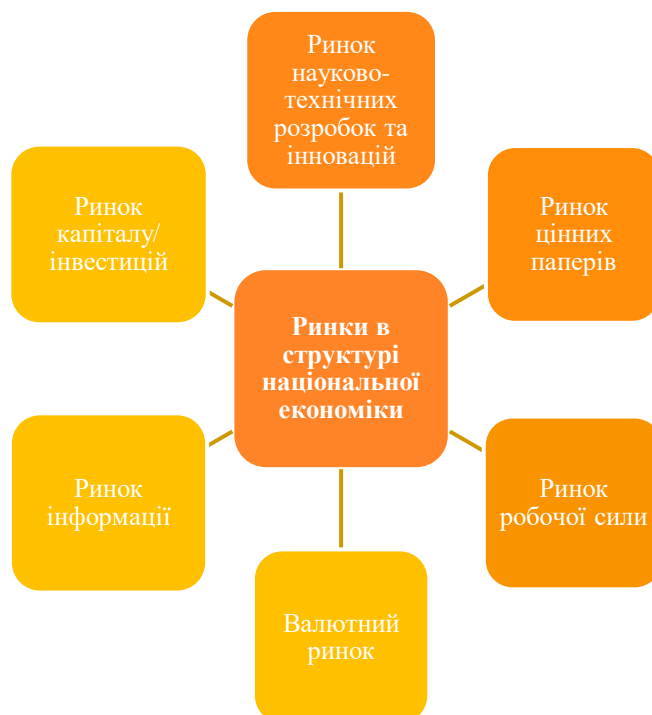 Ринок
науково-
технічних
розробок та
інновацій
Ринок
капіталу/
інвестицій
Ринок
цінних
паперів
Ринки в
структурі
національної
економіки
Ринок
інформації
Ринок
робочої сили
Валютний
ринок